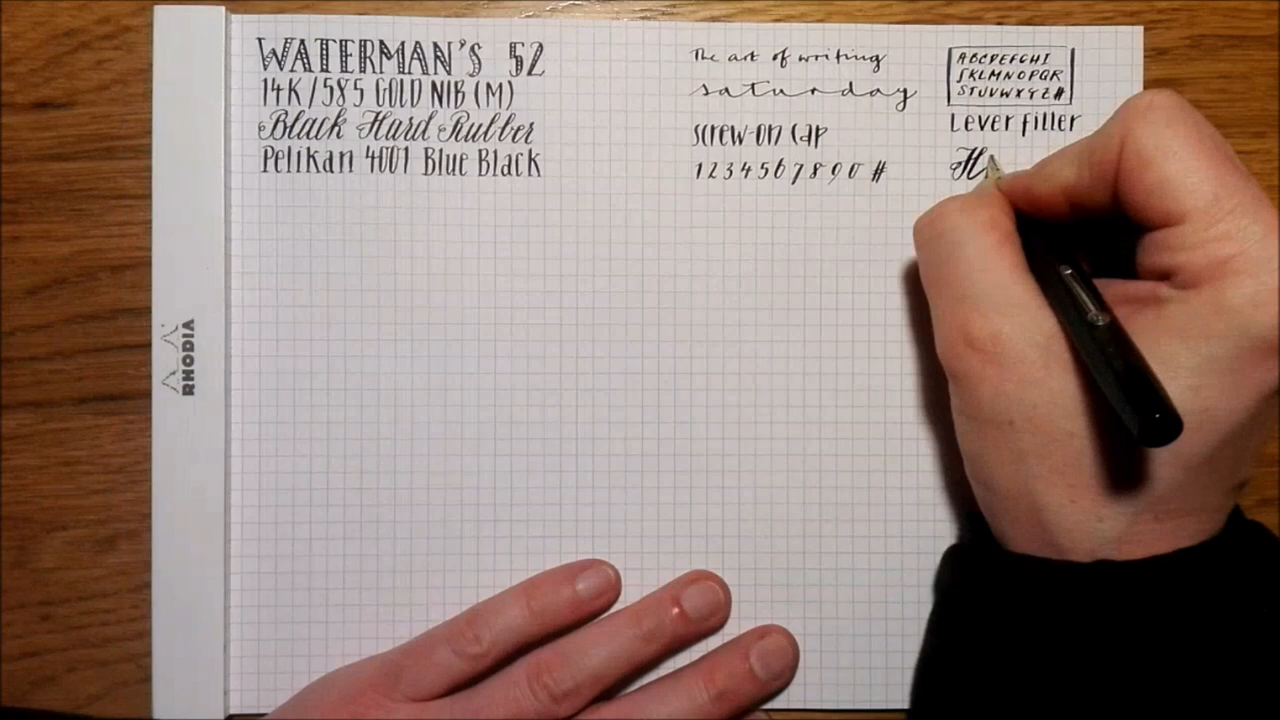 WATERMAN'S 52
14K/585 GOLD NIB (M)
Black Hard Rubber
Pelikan 4001 Blue Black
The art of writing
saturday
screw-on cap
1234567890 #
ABCDEFGHI
JKLMNOPQR
STUVWXYZ#
Lever filler
H
RHODIA